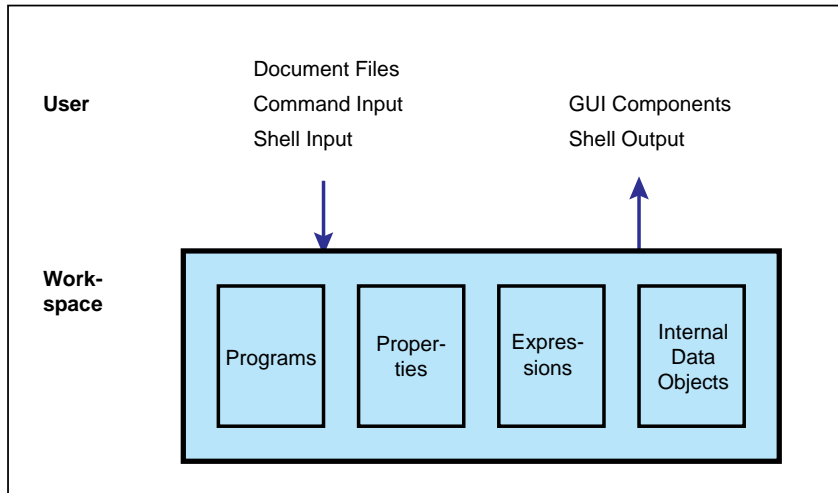 Document Files
User
Command Input
GUI Components
Shell Input
Shell Output
Work-
space
Programs
Proper-
ties
Expres-
sions
Internal
Data
Objects